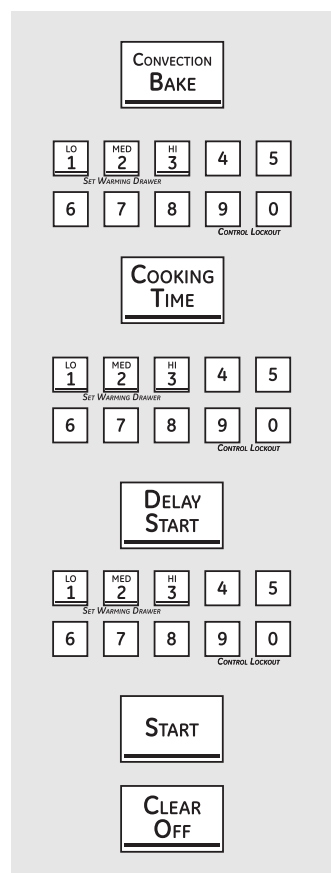 CONVECTION
BAKE
LO MED HI
1 2 3 4 5
SET WARMING DRAWER
6 7 8 9 0
CONTROL LOCKOUT
COOKING
TIME
LO MED HI
1 2 3 4 5
SET WARMING DRAWER
6 7 8 9 0
CONTROL LOCKOUT
DELAY
START
LO MED HI
1 2 3 4 5
SET WARMING DRAWER
6 7 8 9 0
CONTROL LOCKOUT
START
CLEAR
OFF